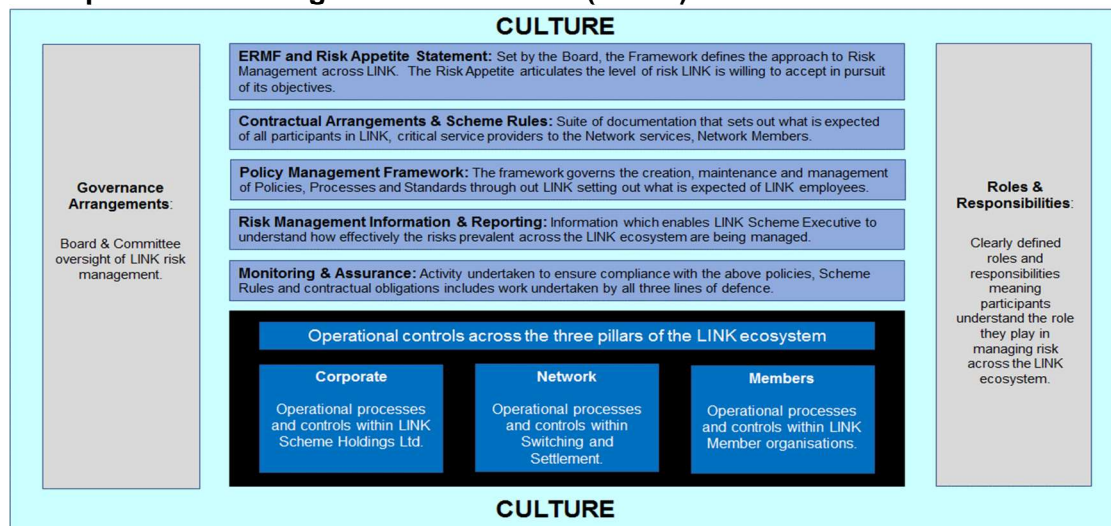 CULTURE
Governance
Arrangements:
Board & Committee
oversight of LINK risk
management.
ERMF and Risk Appetite Statement: Set by the Board, the Framework defines the approach to Risk
Management across LINK. The Risk Appetite articulates the level of risk LINK is willing to accept in pursuit
of its objectives.
Contractual Arrangements & Scheme Rules: Suite of documentation that sets out what is expected
of all participants in LINK, critical service providers to the Network services, Network Members.
Policy Management Framework: The framework governs the creation, maintenance and management
of Policies, Processes and Standards through out LINK setting out what is expected of LINK employees.
Risk Management Information & Reporting: Information which enables LINK Scheme Executive to
understand how effectively the risks prevalent across the LINK ecosystem are being managed.
Monitoring & Assurance: Activity undertaken to ensure compliance with the above policies, Scheme
Rules and contractual obligations includes work undertaken by all three lines of defence.
Operational controls across the three pillars of the LINK ecosystem
Corporate
Operational processes
and controls within LINK
Scheme Holdings Ltd.
Network
Operational processes
and controls within
Switching and
Settlement.
Members
Operational processes
and controls within LINK
Member organisations.
Roles &
Responsibilities:
Clearly defined
roles and
responsibilities
meaning
participants
understand the role
they play in
managing risk
across the LINK
ecosystem.
CULTURE